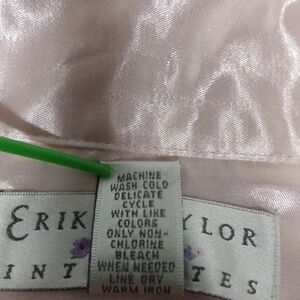 MACHINE
WASH COLD
DELICATE
CYCLE
WITH LIKE
COLORS
ONLY NON-
CHLORINE
BLEACH
WHEN NEEDED
LINE DRY
WARM IRON
ERIK YLOR
INT TES